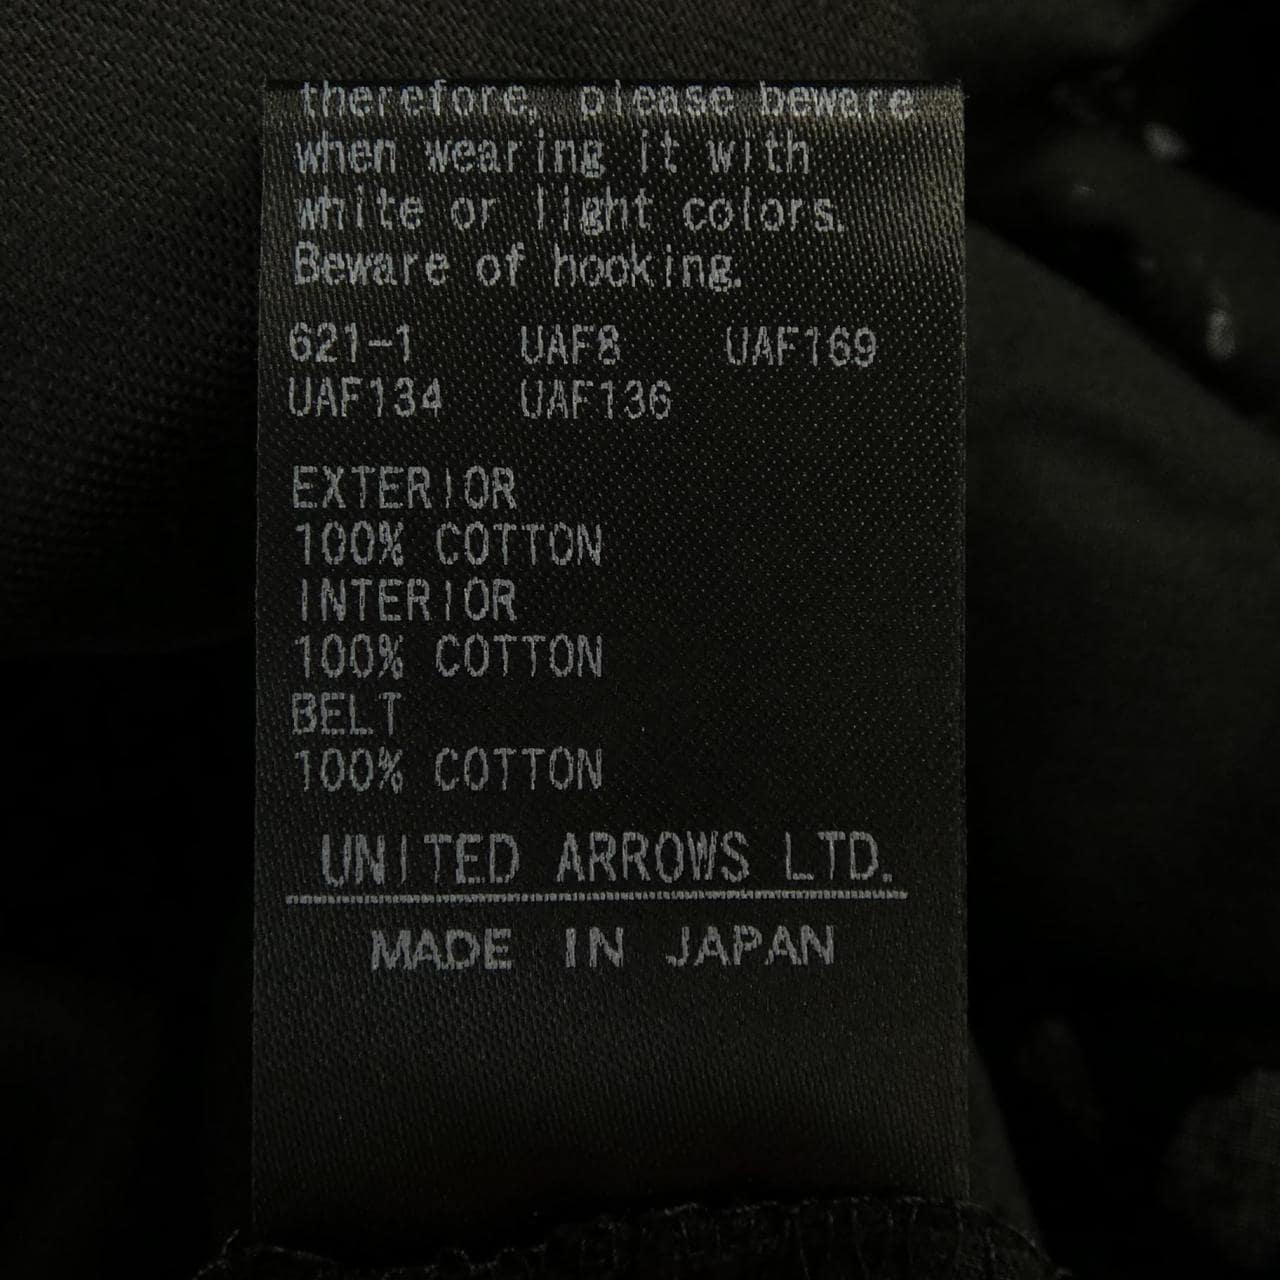 therefore, please beware
when wearing it with
white or light colors.
Beware of hooking.
621-1 UAF8 UAF169
UAF134 UAF136
EXTERIOR
100% COTTON
INTERIOR
100% COTTON
BELT
100% COTTON
UNITED ARROWS LTD.
MADE IN JAPAN